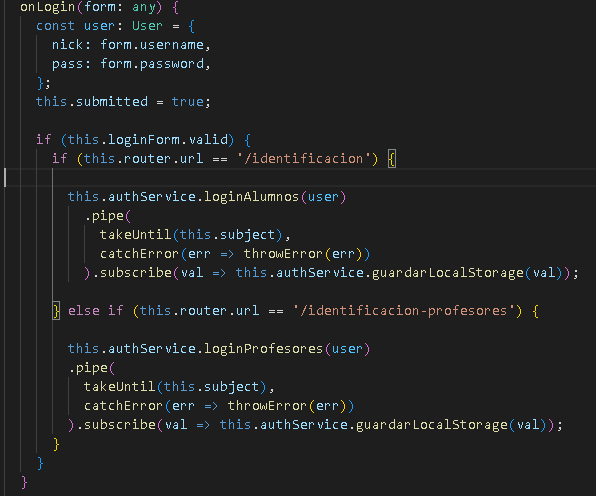 onLogin(form: any) {
const user: User = {
nick: form.username,
pass: form.password,
};
this.submitted = true;
if (this.loginForm.valid) {
if (this.router.url == '/identificacion') {
this.authService.loginAlumnos(user)
.pipe(
takeUntil(this.subject),
catchError(err => throwError(err))
).subscribe(val => this.authService.guardarLocalStorage(val));
} else if (this.router.url == '/identificacion-profesores') {
this.authService.loginProfesores(user)
.pipe(
takeUntil(this.subject),
catchError(err => throwError(err))
).subscribe(val => this.authService.guardarLocalStorage(val));
}
}
}